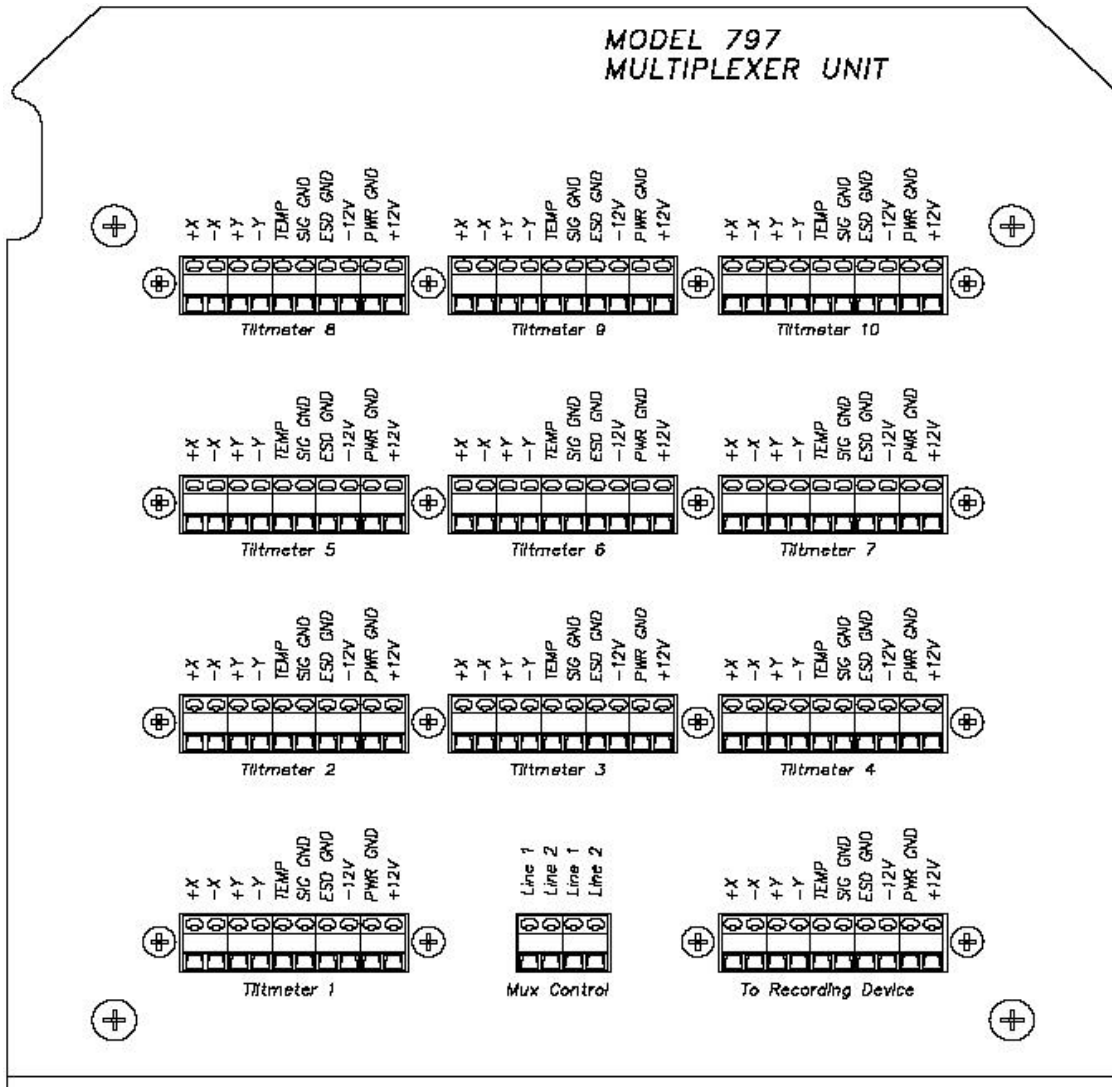 MODEL 797
MULTIPLEXER UNIT
+X -X +Y -Y TEMP SIG GND ESD GND -12V PWR GND +12V
+X -X +Y -Y TEMP SIG GND ESD GND -12V PWR GND +12V
+X -X +Y -Y TEMP SIG GND ESD GND -12V PWR GND +12V
Tiltmeter 8
Tiltmeter 9
Tiltmeter 10
+X -X +Y -Y TEMP SIG GND ESD GND -12V PWR GND +12V
+X -X +Y -Y TEMP SIG GND ESD GND -12V PWR GND +12V
+X -X +Y -Y TEMP SIG GND ESD GND -12V PWR GND +12V
Tiltmeter 5
Tiltmeter 6
Tiltmeter 7
+X -X +Y -Y TEMP SIG GND ESD GND -12V PWR GND +12V
+X -X +Y -Y TEMP SIG GND ESD GND -12V PWR GND +12V
+X -X +Y -Y TEMP SIG GND ESD GND -12V PWR GND +12V
Tiltmeter 2
Tiltmeter 3
Tiltmeter 4
+X -X +Y -Y TEMP SIG GND ESD GND -12V PWR GND +12V
Line 1 Line 2 Line 1 Line 2
+X -X +Y -Y TEMP SIG GND ESD GND -12V PWR GND +12V
Tiltmeter 1
Mux Control
To Recording Device